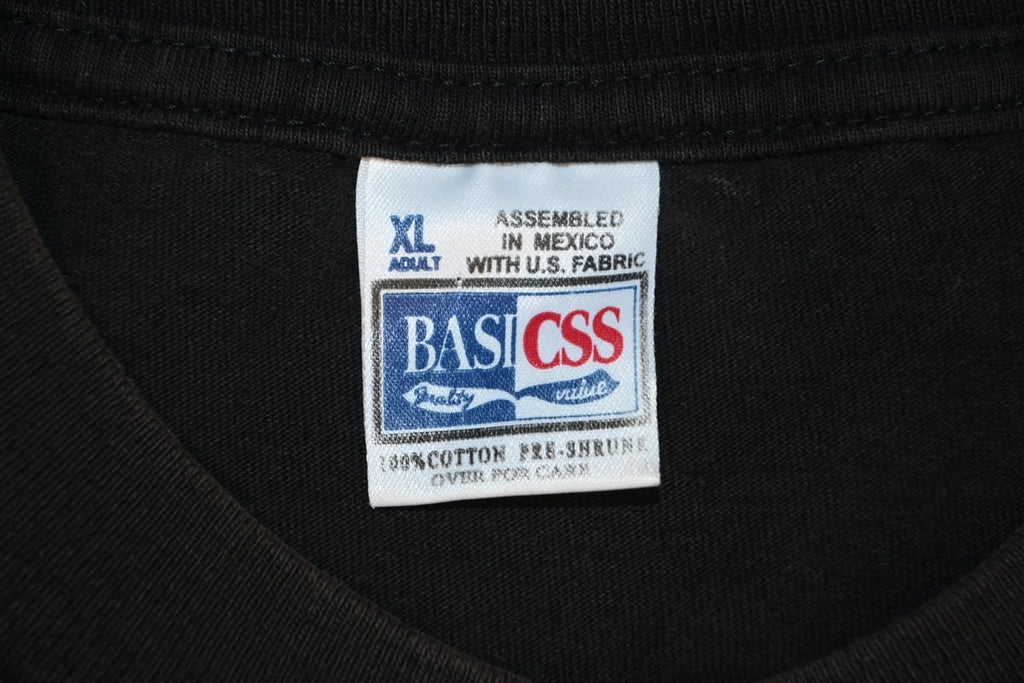 XL
ADULT
ASSEMBLED
IN MEXICO
WITH U.S. FABRIC
BASICSS
Quality value
100% COTTON PRE-SHRUNK
OVER FOR CARE